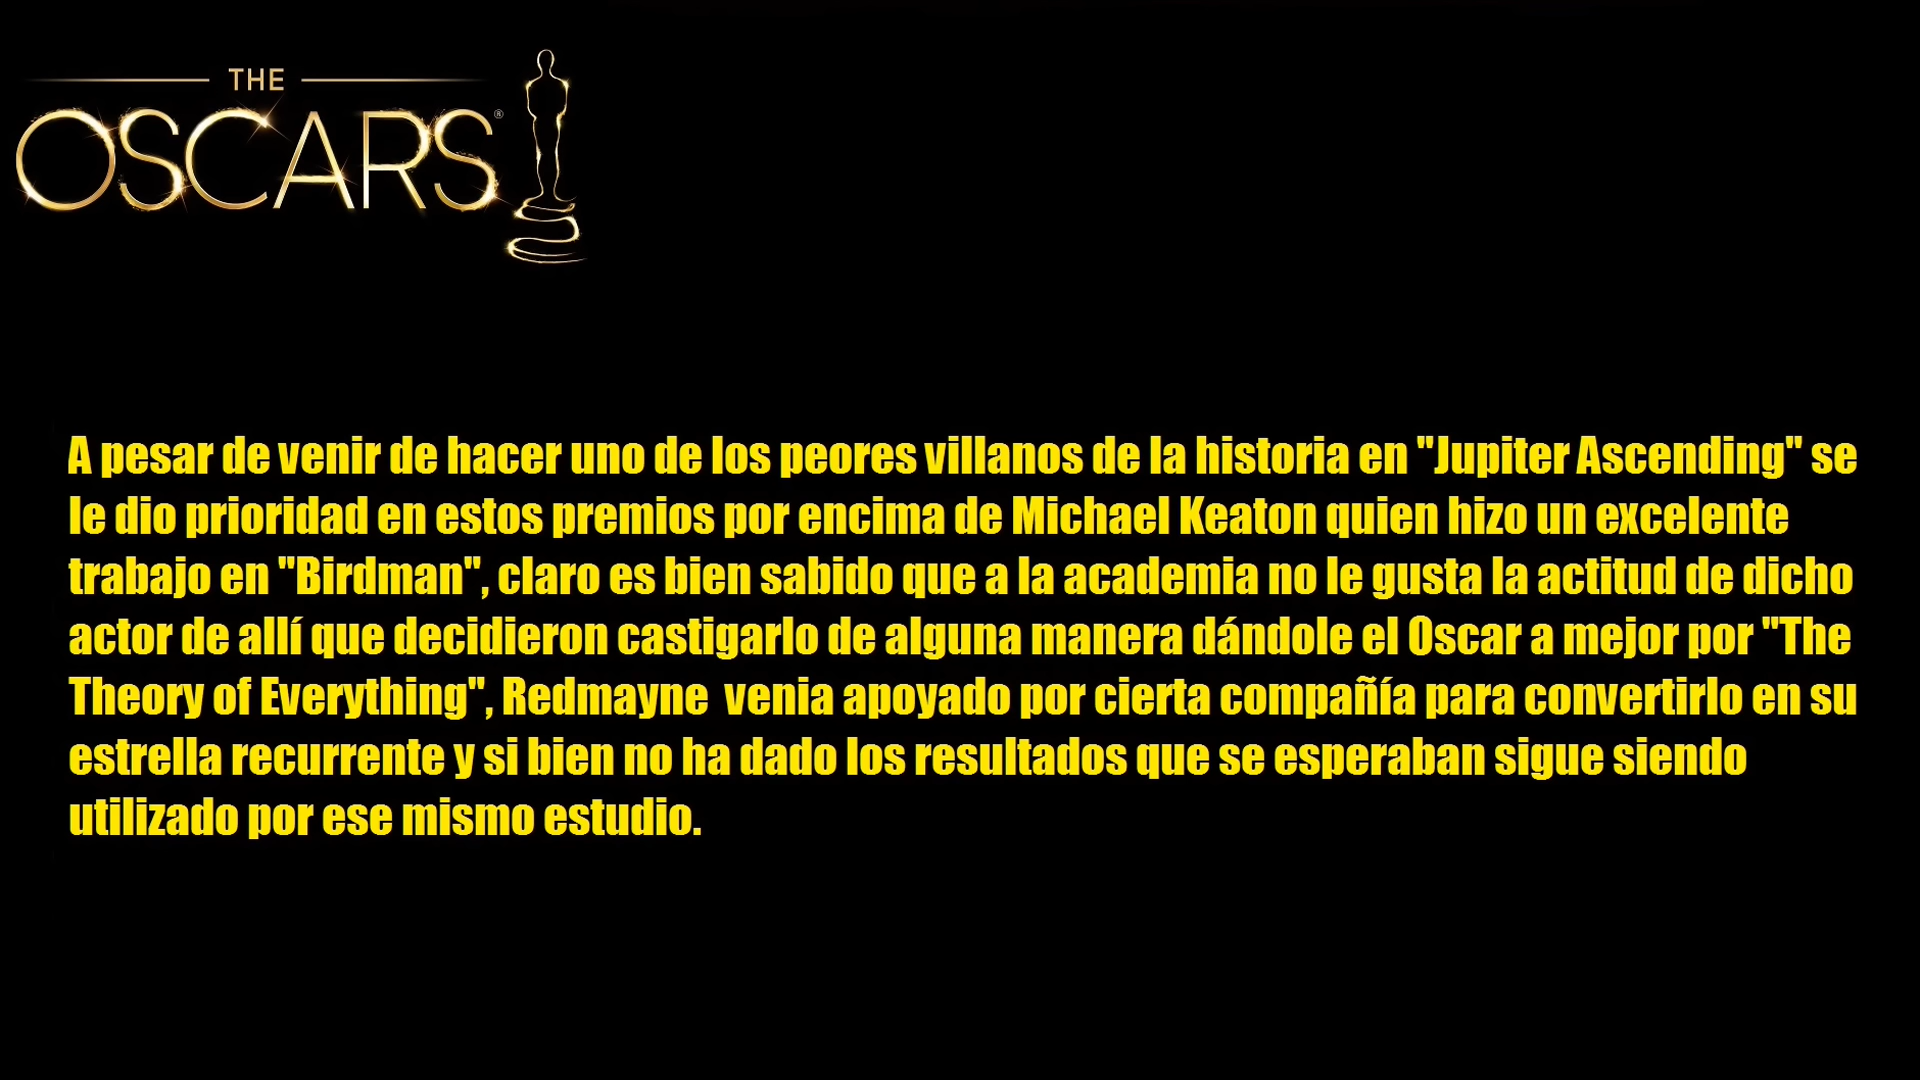 THE
OSCARS®
A pesar de venir de hacer uno de los peores villanos de la historia en "Jupiter Ascending" se
le dio prioridad en estos premios por encima de Michael Keaton quien hizo un excelente
trabajo en "Birdman", claro es bien sabido que a la academia no le gusta la actitud de dicho
actor de allí que decidieron castigarlo de alguna manera dándole el Oscar a mejor por "The
Theory of Everything", Redmayne  venia apoyado por cierta compañía para convertirlo en su
estrella recurrente y si bien no ha dado los resultados que se esperaban sigue siendo
utilizado por ese mismo estudio.